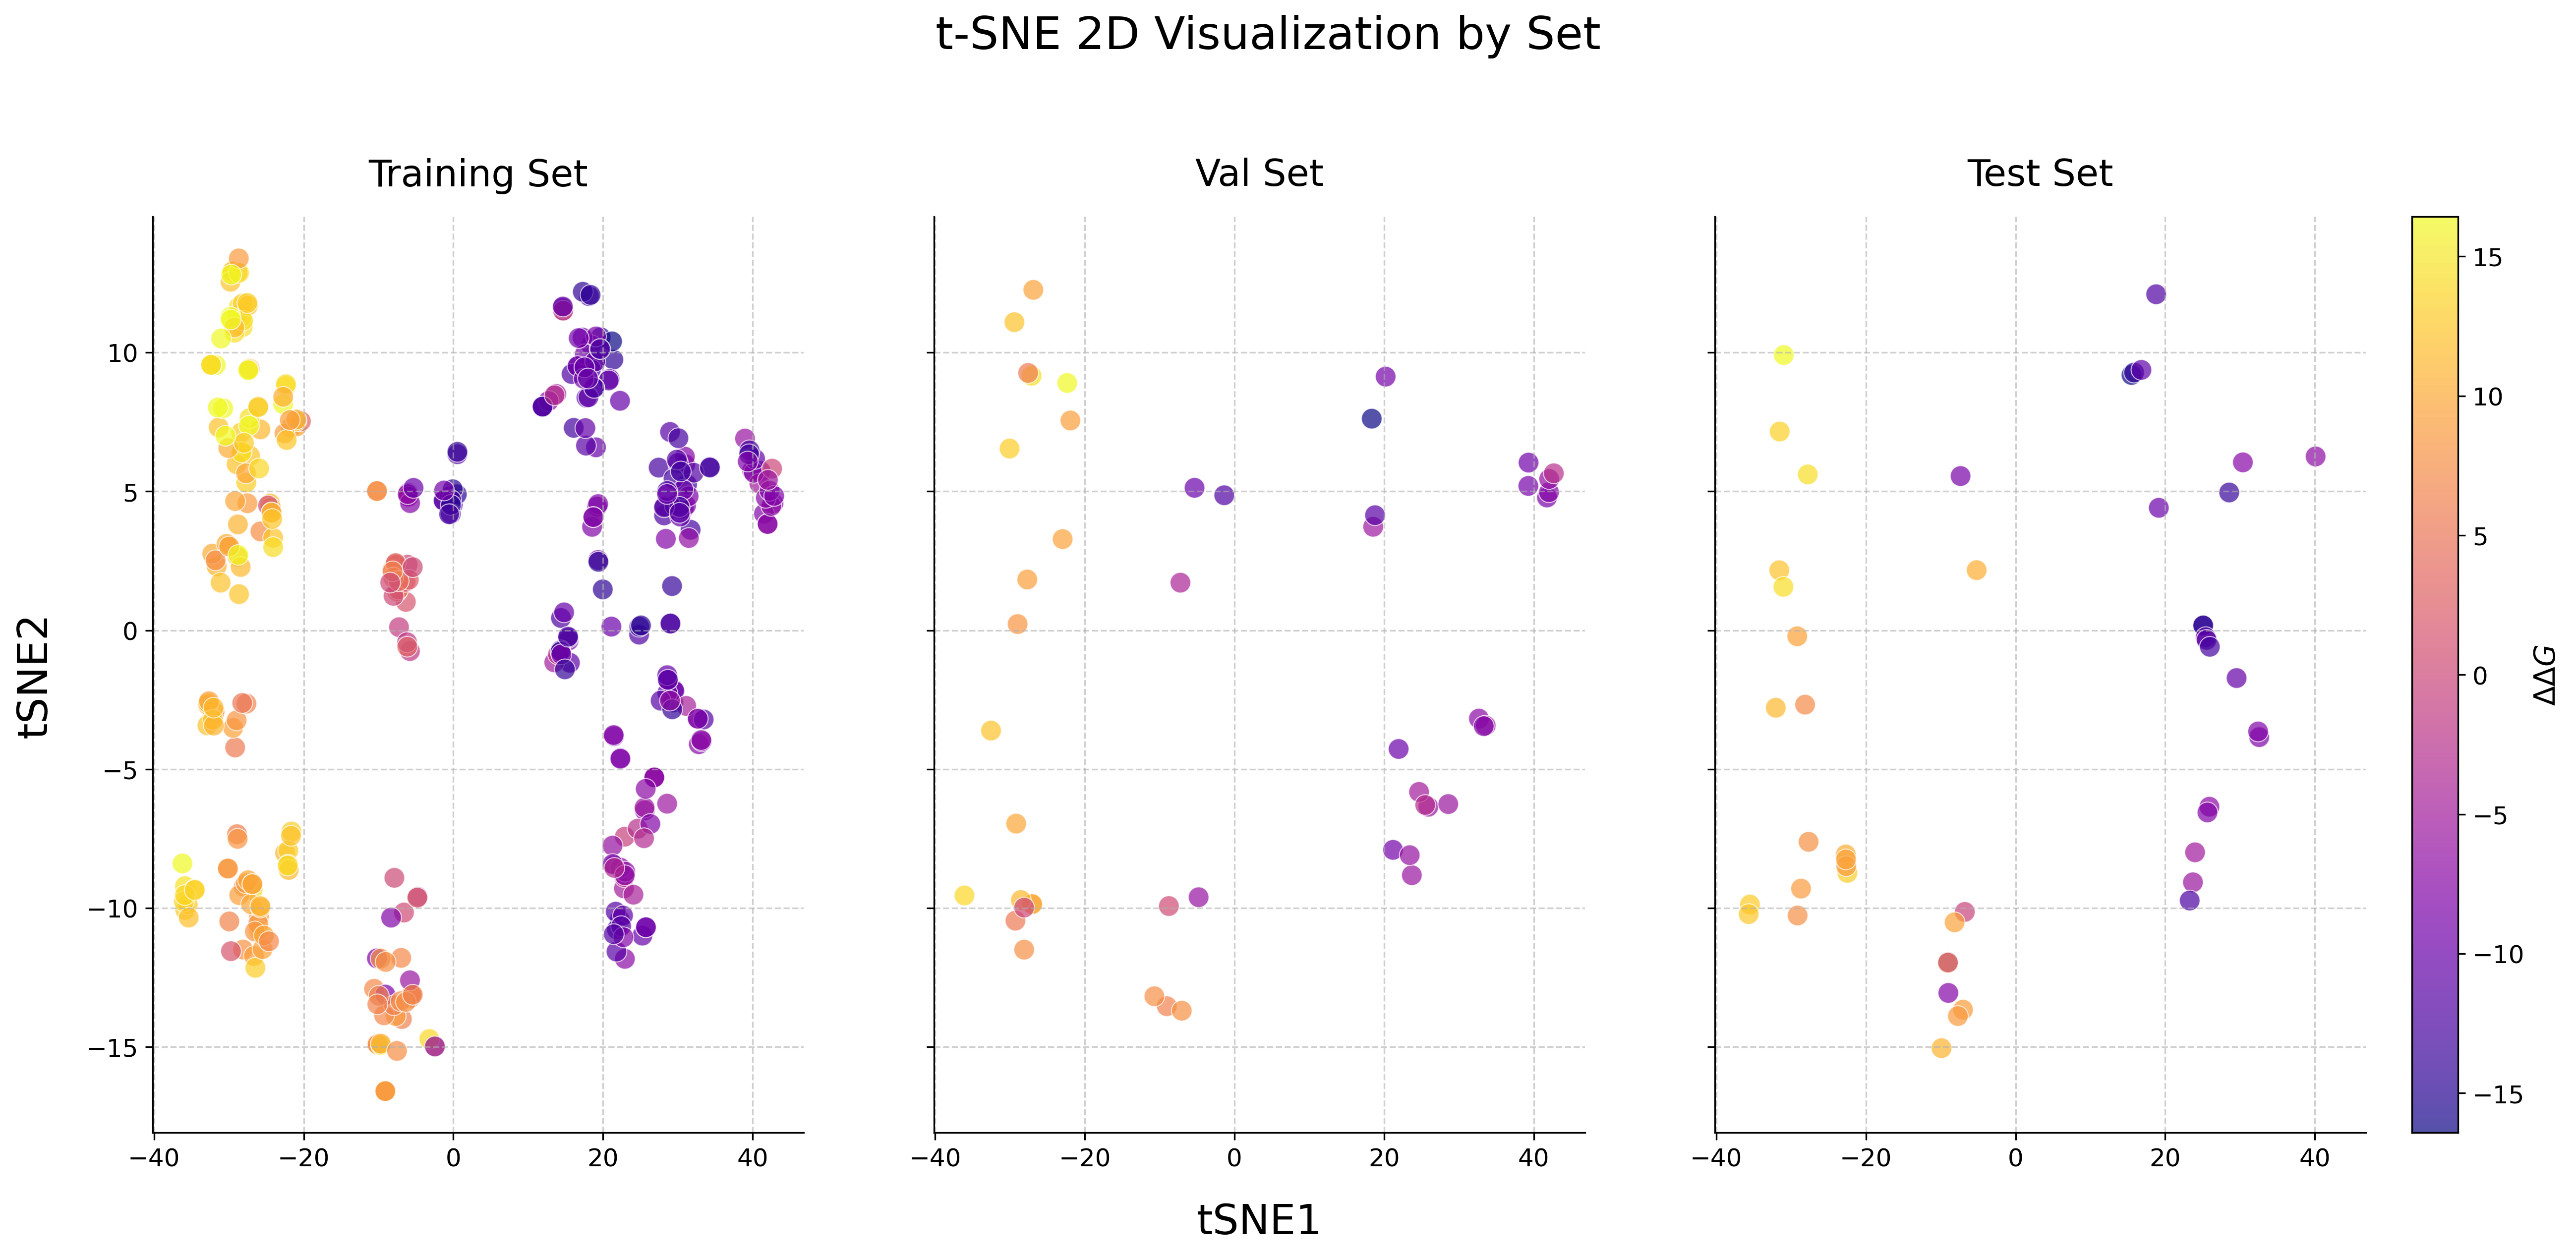 t-SNE 2D Visualization by Set
Training Set
Val Set
Test Set
tSNE2
10
5
0
−5
−10
−15
−40 −20 0 20 40
−40 −20 0 20 40
−40 −20 0 20 40
tSNE1
15
10
5
0
−5
−10
−15
ΔΔG